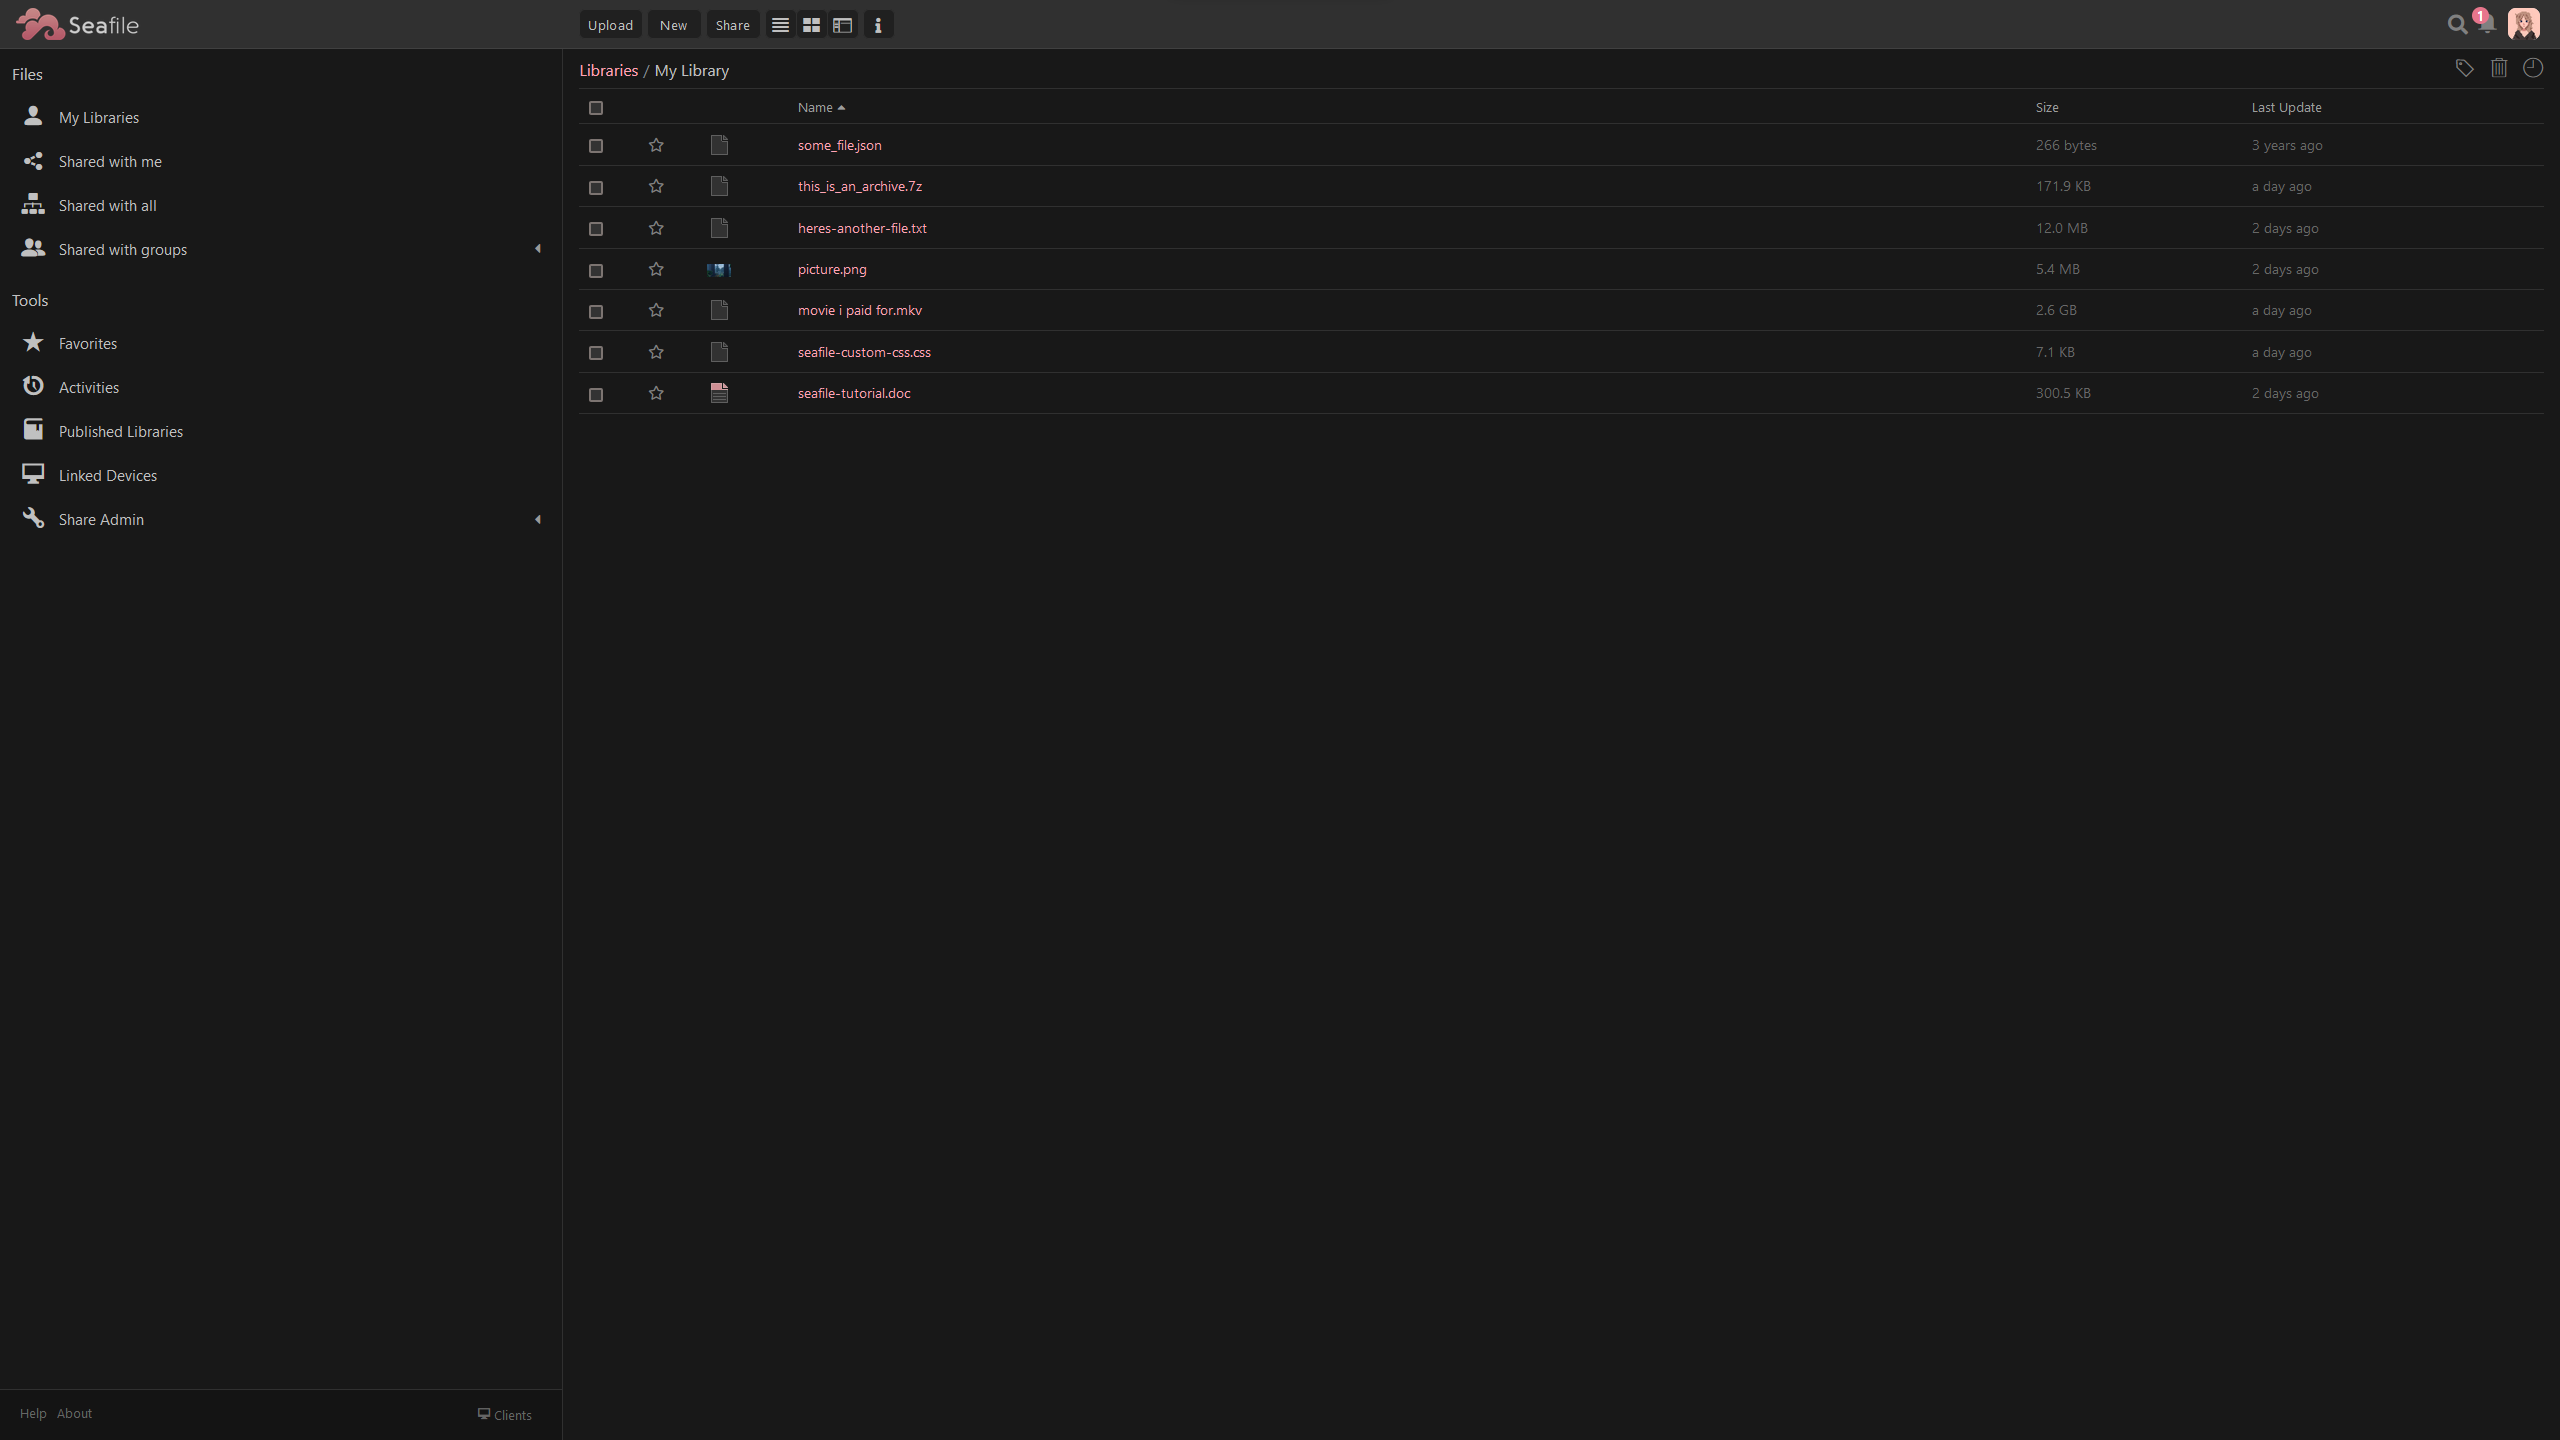 Seafile
Upload New Share
1
Files
My Libraries
Shared with me
Shared with all
Shared with groups
Tools
Favorites
Activities
Published Libraries
Linked Devices
Share Admin
Help About Clients
Libraries / My Library
Name Size Last Update
some_file.json 266 bytes 3 years ago
this_is_an_archive.7z 171.9 KB a day ago
heres-another-file.txt 12.0 MB 2 days ago
picture.png 5.4 MB 2 days ago
movie i paid for.mkv 2.6 GB a day ago
seafile-custom-css.css 7.1 KB a day ago
seafile-tutorial.doc 300.5 KB 2 days ago